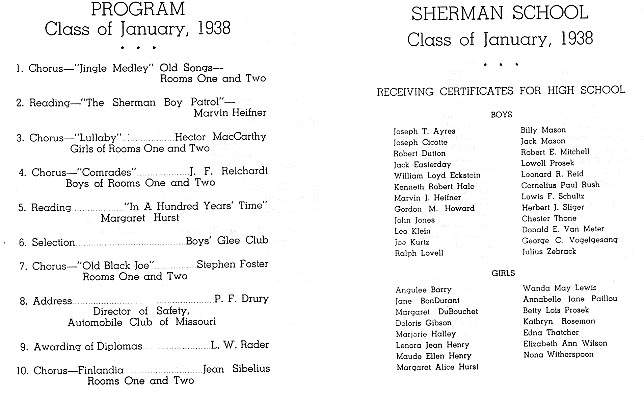 PROGRAM
Class of January, 1938
1. Chorus—"Jingle Medley" Old Songs—
Rooms One and Two
2. Reading—"The Sherman Boy Patrol"—
Marvin Heifner
3. Chorus—"Lullaby"..............Hector MacCarthy
Girls of Rooms One and Two
4. Chorus—"Comrades"..............J. F. Reichardt
Boys of Rooms One and Two
5. Reading..............."In A Hundred Years' Time"
Margaret Hurst
6. Selection..............................Boys' Glee Club
7. Chorus—"Old Black Joe"............Stephen Foster
Rooms One and Two
8. Address........................................P. F. Drury
Director of Safety,
Automobile Club of Missouri
9. Awarding of Diplomas....................L. W. Rader
10. Chorus—Finlandia......................Jean Sibelius
Rooms One and Two
SHERMAN SCHOOL
Class of January, 1938
RECEIVING CERTIFICATES FOR HIGH SCHOOL
BOYS
Joseph T. Ayres
Joseph Cicotte
Robert Dutton
Jack Easterday
William Loyd Eckstein
Kenneth Robert Hale
Marvin J. Heifner
Gordon M. Howard
John Jones
Leo Klein
Joe Kurtz
Ralph Lovell
Billy Mason
Jack Mason
Robert E. Mitchell
Lowell Prosek
Leonard R. Reid
Cornelius Paul Rush
Lewis F. Schultz
Herbert J. Sliger
Chester Thone
Donald E. Van Meter
George C. Vogelgesang
Julius Zebrack
GIRLS
Angulee Barry
Jane BonDurant
Margaret DuBouchet
Doloris Gibson
Marjorie Halley
Lenora Jean Henry
Maude Ellen Henry
Margaret Alice Hurst
Wanda May Lewis
Annabelle Jane Paillou
Betty Lois Prosek
Kathryn Rosemon
Edna Thatcher
Elizabeth Ann Wilson
Nona Witherspoon